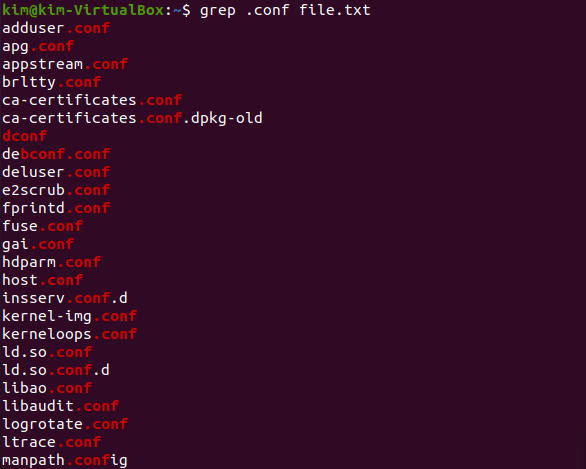 kim@kim-VirtualBox:~$ grep .conf file.txt
adduser.conf
apg.conf
appstream.conf
brltty.conf
ca-certificates.conf
ca-certificates.conf.dpkg-old
dconf
debconf.conf
deluser.conf
e2scrub.conf
fprintd.conf
fuse.conf
gai.conf
hdparm.conf
host.conf
insserv.conf.d
kernel-img.conf
kerneloops.conf
ld.so.conf
ld.so.conf.d
libao.conf
libaudit.conf
logrotate.conf
ltrace.conf
manpath.config